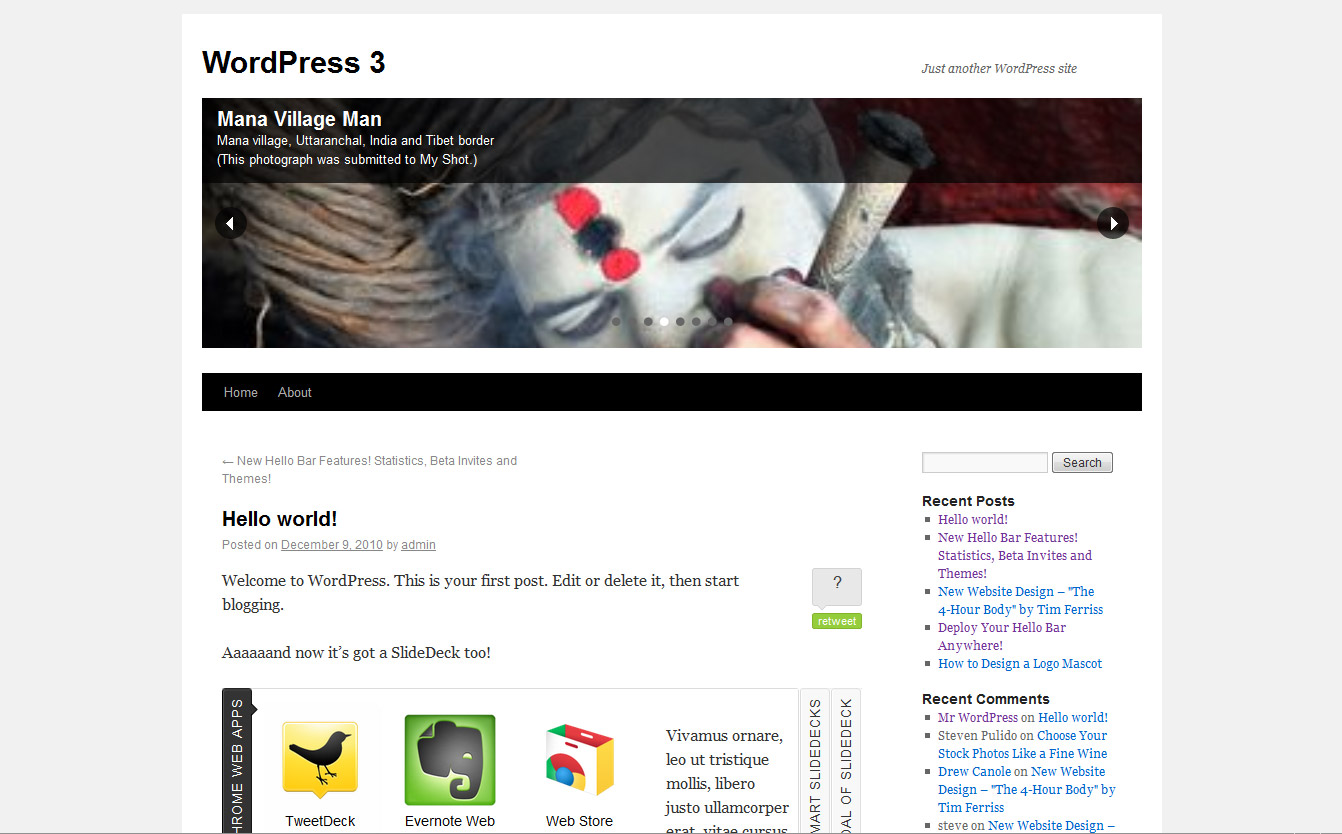 WordPress 3
Just another WordPress site
Mana Village Man
Mana village, Uttaranchal, India and Tibet border
(This photograph was submitted to My Shot.)
Home About
← New Hello Bar Features! Statistics, Beta Invites and
Themes!
Hello world!
Posted on December 9, 2010 by admin
Welcome to WordPress. This is your first post. Edit or delete it, then start
blogging.
?
retweet
Aaaaaand now it’s got a SlideDeck too!
HROME WEB APPS
TweetDeck
Evernote Web
Web Store
Vivamus ornare,
leo ut tristique
mollis, libero
justo ullamcorper
erat, vitae cursus
MART SLIDEDECKS
OAL OF SLIDEDECK
Search
Recent Posts
Hello world!
New Hello Bar Features!
Statistics, Beta Invites and
Themes!
New Website Design – "The
4-Hour Body" by Tim Ferriss
Deploy Your Hello Bar
Anywhere!
How to Design a Logo Mascot
Recent Comments
Mr WordPress on Hello world!
Steven Pulido on Choose Your
Stock Photos Like a Fine Wine
Drew Canole on New Website
Design – "The 4-Hour Body" by
Tim Ferriss
steve on New Website Design –